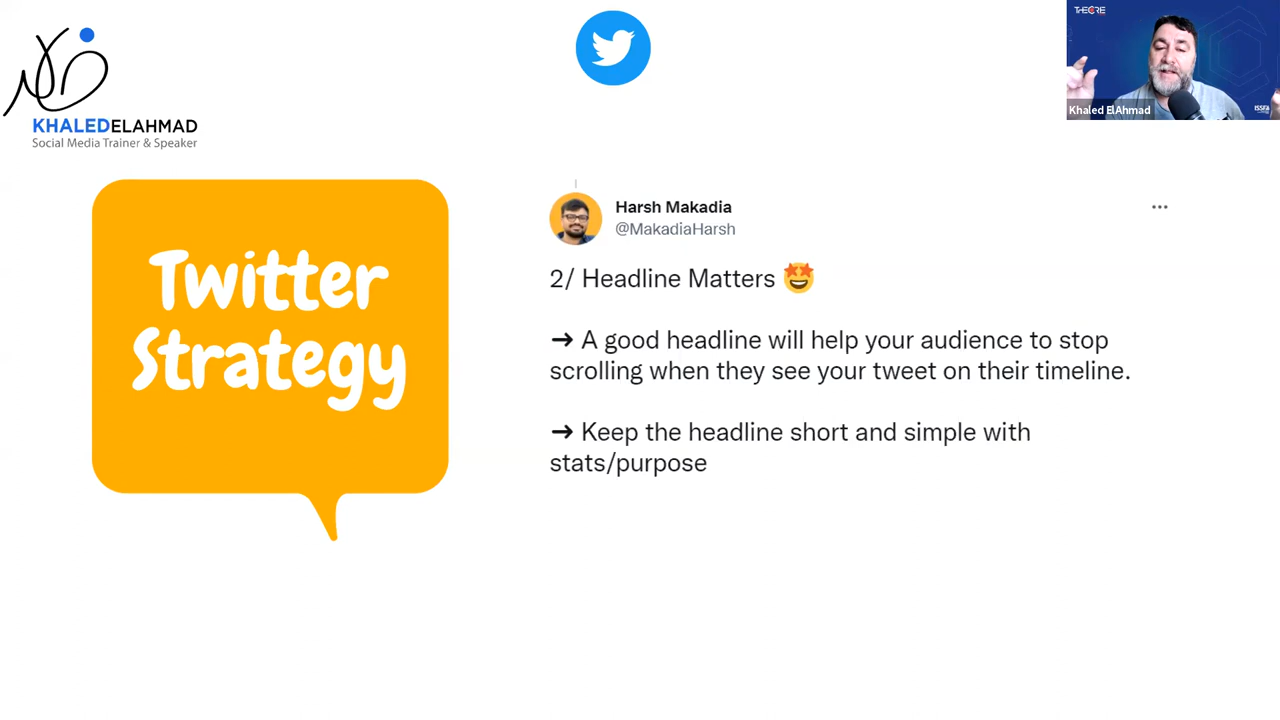 THECORE
KHALEDELAHMAD
Social Media Trainer & Speaker
Khaled ElAhmad
ISSFA
Twitter
Strategy
Harsh Makadia
@MakadiaHarsh
2/ Headline Matters 🤩
➜ A good headline will help your audience to stop
scrolling when they see your tweet on their timeline.
➜ Keep the headline short and simple with
stats/purpose